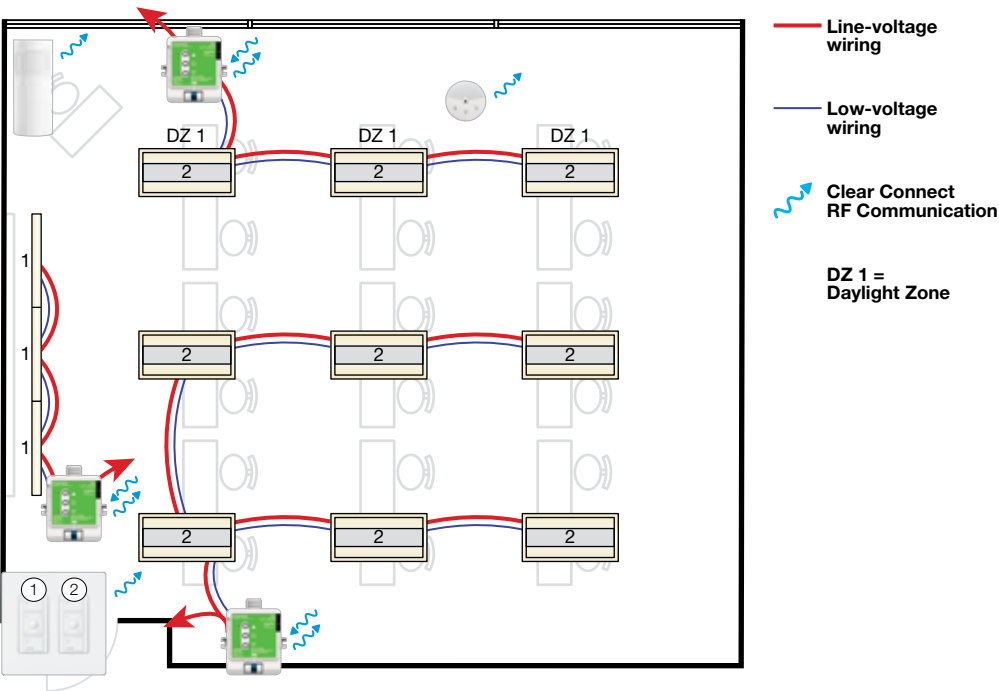 Line-voltage
wiring
Low-voltage
wiring
Clear Connect
RF Communication
DZ 1 =
Daylight Zone
DZ 1 DZ 1 DZ 1
2 2 2
1
1
1
2 2 2
2 2 2
1 2